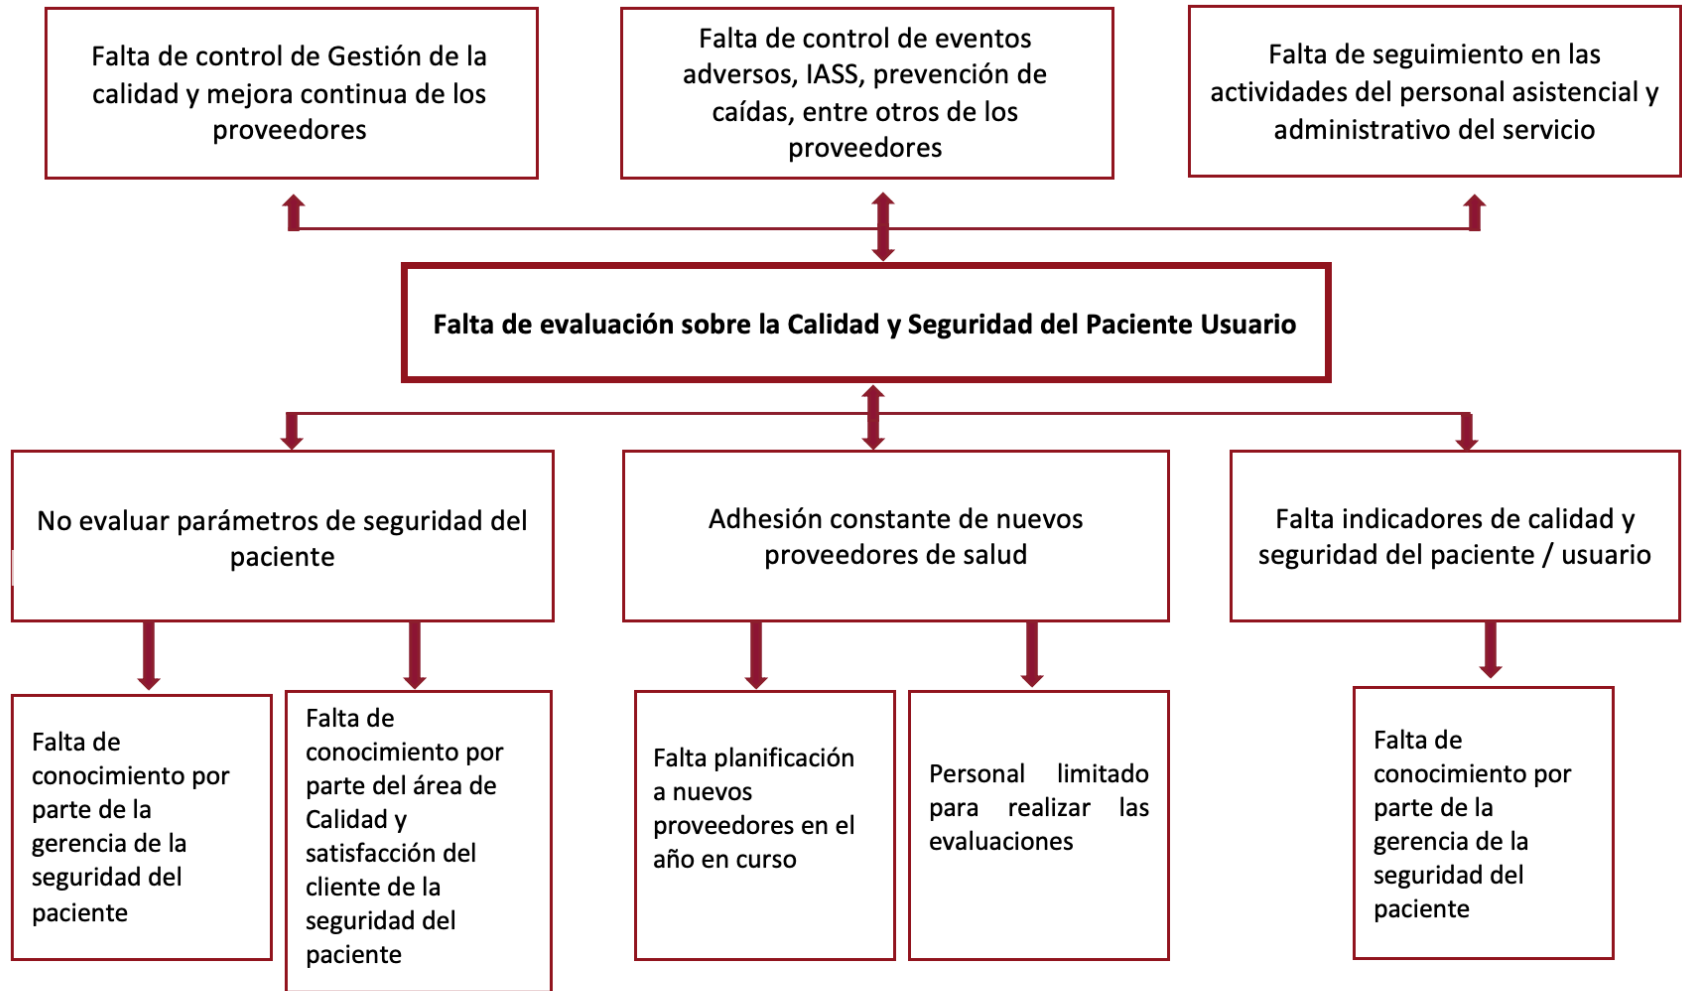 Falta de control de Gestión de la
calidad y mejora continua de los
proveedores
Falta de control de eventos
adversos, IASS, prevención de
caídas, entre otros de los
proveedores
Falta de seguimiento en las
actividades del personal asistencial y
administrativo del servicio
Falta de evaluación sobre la Calidad y Seguridad del Paciente Usuario
No evaluar parámetros de seguridad del
paciente
Adhesión constante de nuevos
proveedores de salud
Falta indicadores de calidad y
seguridad del paciente / usuario
Falta de
conocimiento por
parte de la
gerencia de la
seguridad del
paciente
Falta de
conocimiento por
parte del área de
Calidad y
satisfacción del
cliente de la
seguridad del
paciente
Falta planificación
a nuevos
proveedores en el
año en curso
Personal limitado
para realizar las
evaluaciones
Falta de
conocimiento por
parte de la
gerencia de la
seguridad del
paciente